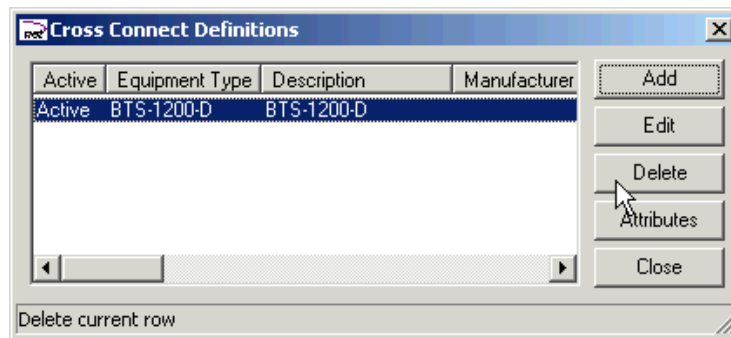 Cross Connect Definitions
Active Equipment Type Description Manufacturer
Active BTS-1200-D BTS-1200-D
Add
Edit
Delete
Attributes
Close
Delete current row